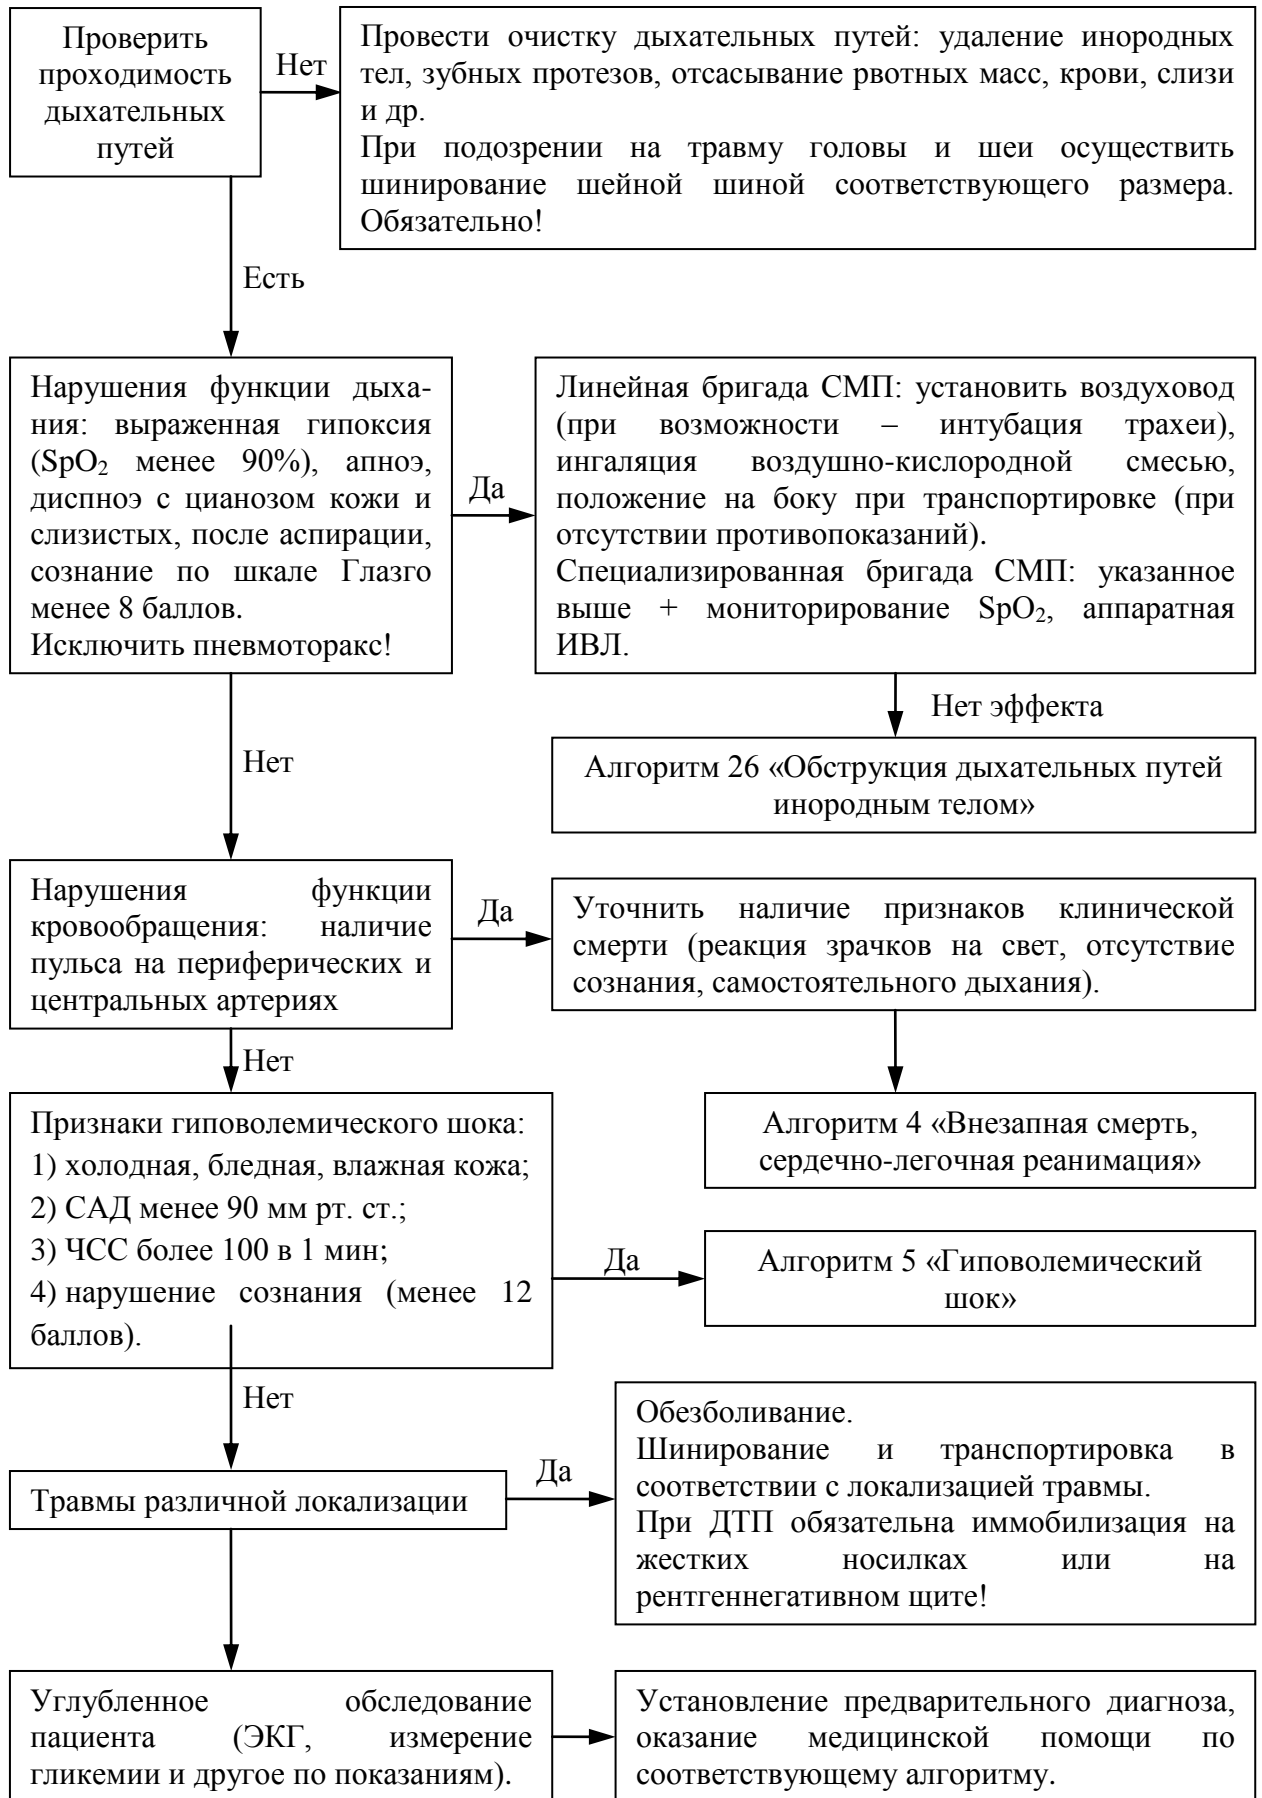 Проверить
проходимость
дыхательных
путей
Нет
Провести очистку дыхательных путей: удаление инородных
тел, зубных протезов, отсасывание рвотных масс, крови, слизи
и др.
При подозрении на травму головы и шеи осуществить
шинирование шейной шиной соответствующего размера.
Обязательно!
Есть
Нарушения функции дыха-
ния: выраженная гипоксия
(SpO₂ менее 90%), апноэ,
диспноэ с цианозом кожи и
слизистых, после аспирации,
сознание по шкале Глазго
менее 8 баллов.
Исключить пневмоторакс!
Да
Линейная бригада СМП: установить воздуховод
(при возможности – интубация трахеи),
ингаляция воздушно-кислородной смесью,
положение на боку при транспортировке (при
отсутствии противопоказаний).
Специализированная бригада СМП: указанное
выше + мониторирование SpO₂, аппаратная
ИВЛ.
Нет эффекта
Алгоритм 26 «Обструкция дыхательных путей
инородным телом»
Нет
Нарушения функции
кровообращения: наличие
пульса на периферических и
центральных артериях
Да
Уточнить наличие признаков клинической
смерти (реакция зрачков на свет, отсутствие
сознания, самостоятельного дыхания).
Алгоритм 4 «Внезапная смерть,
сердечно-легочная реанимация»
Нет
Признаки гиповолемического шока:
1) холодная, бледная, влажная кожа;
2) САД менее 90 мм рт. ст.;
3) ЧСС более 100 в 1 мин;
4) нарушение сознания (менее 12
баллов).
Да
Алгоритм 5 «Гиповолемический
шок»
Нет
Травмы различной локализации
Да
Обезболивание.
Шинирование и транспортировка в
соответствии с локализацией травмы.
При ДТП обязательна иммобилизация на
жестких носилках или на
рентгеннегативном щите!
Углубленное обследование
пациента (ЭКГ, измерение
гликемии и другое по показаниям).
Установление предварительного диагноза,
оказание медицинской помощи по
соответствующему алгоритму.